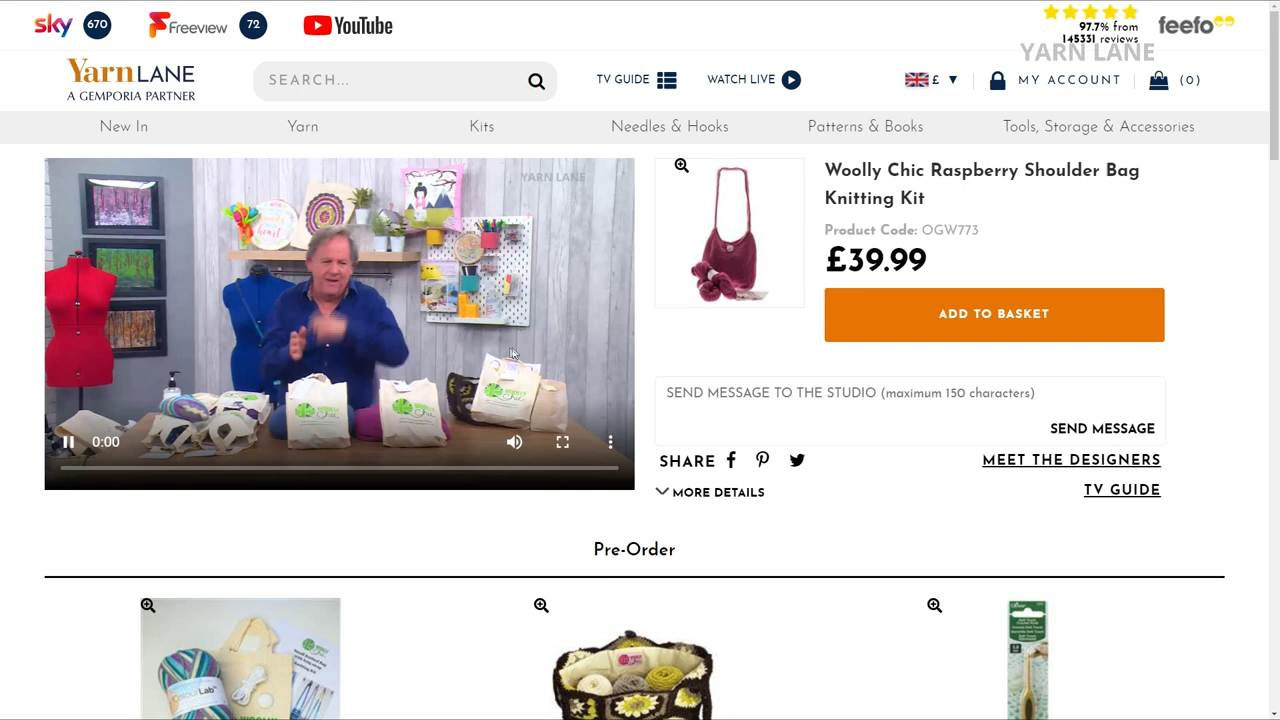 sky 670 Freeview 72 YouTube
97.7% from
145331 reviews
feefo
YARN LANE
Yarn LANE
A GEMPORIA PARTNER
SEARCH...
TV GUIDE
WATCH LIVE
£ ▼
MY ACCOUNT
(0)
New In
Yarn
Kits
Needles & Hooks
Patterns & Books
Tools, Storage & Accessories
YARN LANE
0:00
Woolly Chic Raspberry Shoulder Bag
Knitting Kit
Product Code: OGW773
£39.99
ADD TO BASKET
SEND MESSAGE TO THE STUDIO (maximum 150 characters)
SEND MESSAGE
SHARE
MEET THE DESIGNERS
MORE DETAILS
TV GUIDE
Pre-Order